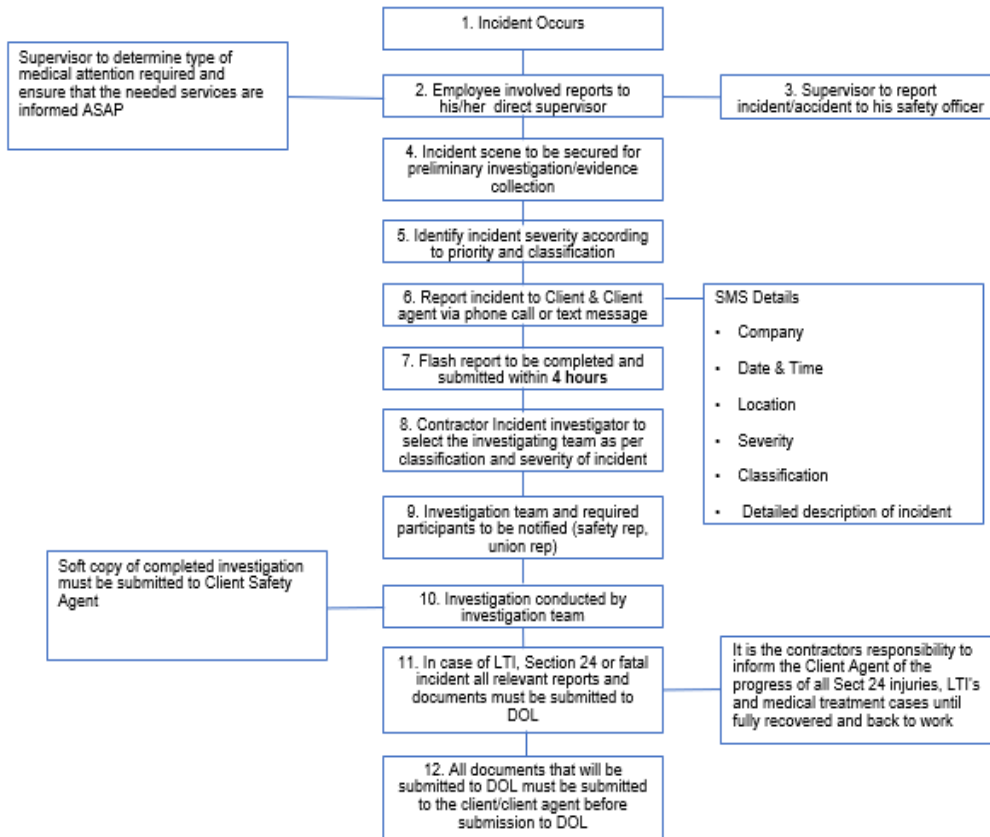 1. Incident Occurs
Supervisor to determine type of
medical attention required and
ensure that the needed services are
informed ASAP
2. Employee involved reports to
his/her direct supervisor
3. Supervisor to report
incident/accident to his safety officer
4. Incident scene to be secured for
preliminary investigation/evidence
collection
5. Identify incident severity according
to priority and classification
6. Report incident to Client & Client
agent via phone call or text message
SMS Details
• Company
• Date & Time
• Location
• Severity
• Classification
• Detailed description of incident
7. Flash report to be completed and
submitted within 4 hours
8. Contractor Incident investigator to
select the investigating team as per
classification and severity of incident
9. Investigation team and required
participants to be notified (safety rep,
union rep)
Soft copy of completed investigation
must be submitted to Client Safety
Agent
10. Investigation conducted by
investigation team
11. In case of LTI, Section 24 or fatal
incident all relevant reports and
documents must be submitted to
DOL
It is the contractors responsibility to
inform the Client Agent of the
progress of all Sect 24 injuries, LTI's
and medical treatment cases until
fully recovered and back to work
12. All documents that will be
submitted to DOL must be submitted
to the client/client agent before
submission to DOL